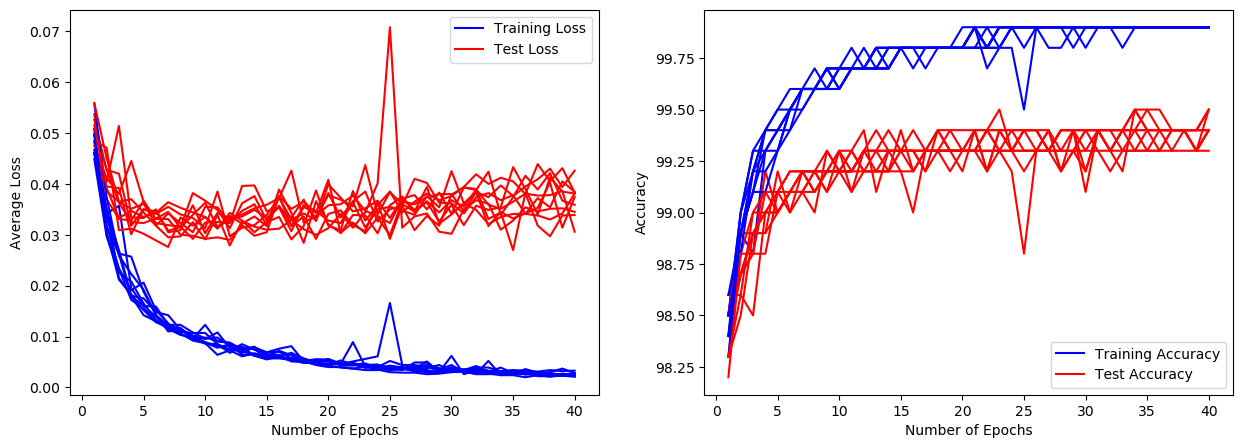 0.07
0.06
0.05
0.04
0.03
0.02
0.01
0.00
Average Loss
0 5 10 15 20 25 30 35 40
Number of Epochs
Training Loss
Test Loss
99.75
99.50
99.25
99.00
98.75
98.50
98.25
Accuracy
0 5 10 15 20 25 30 35 40
Number of Epochs
Training Accuracy
Test Accuracy